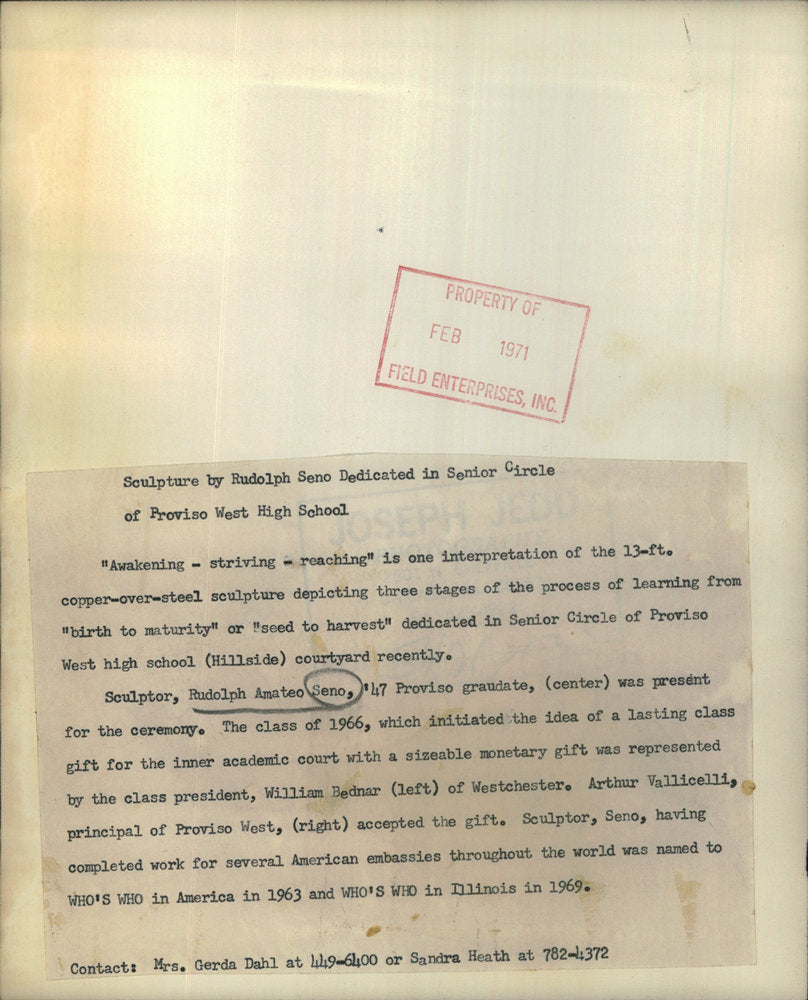 PROPERTY OF
FEB 1971
FIELD ENTERPRISES, INC.
Sculpture by Rudolph Seno Dedicated in Senior Circle
of Proviso West High School
JOSEPH JEDD
"Awakening - striving - reaching" is one interpretation of the 13-ft.
copper-over-steel sculpture depicting three stages of the process of learning from
"birth to maturity" or "seed to harvest" dedicated in Senior Circle of Proviso
West high school (Hillside) courtyard recently.
Sculptor, Rudolph Amateo Seno, '47 Proviso graudate, (center) was present
for the ceremony. The class of 1966, which initiated the idea of a lasting class
gift for the inner academic court with a sizeable monetary gift was represented
by the class president, William Bednar (left) of Westchester. Arthur Vallicelli,
principal of Proviso West, (right) accepted the gift. Sculptor, Seno, having
completed work for several American embassies throughout the world was named to
WHO'S WHO in America in 1963 and WHO'S WHO in Illinois in 1969.
Contact: Mrs. Gerda Dahl at 449-6400 or Sandra Heath at 782-4372